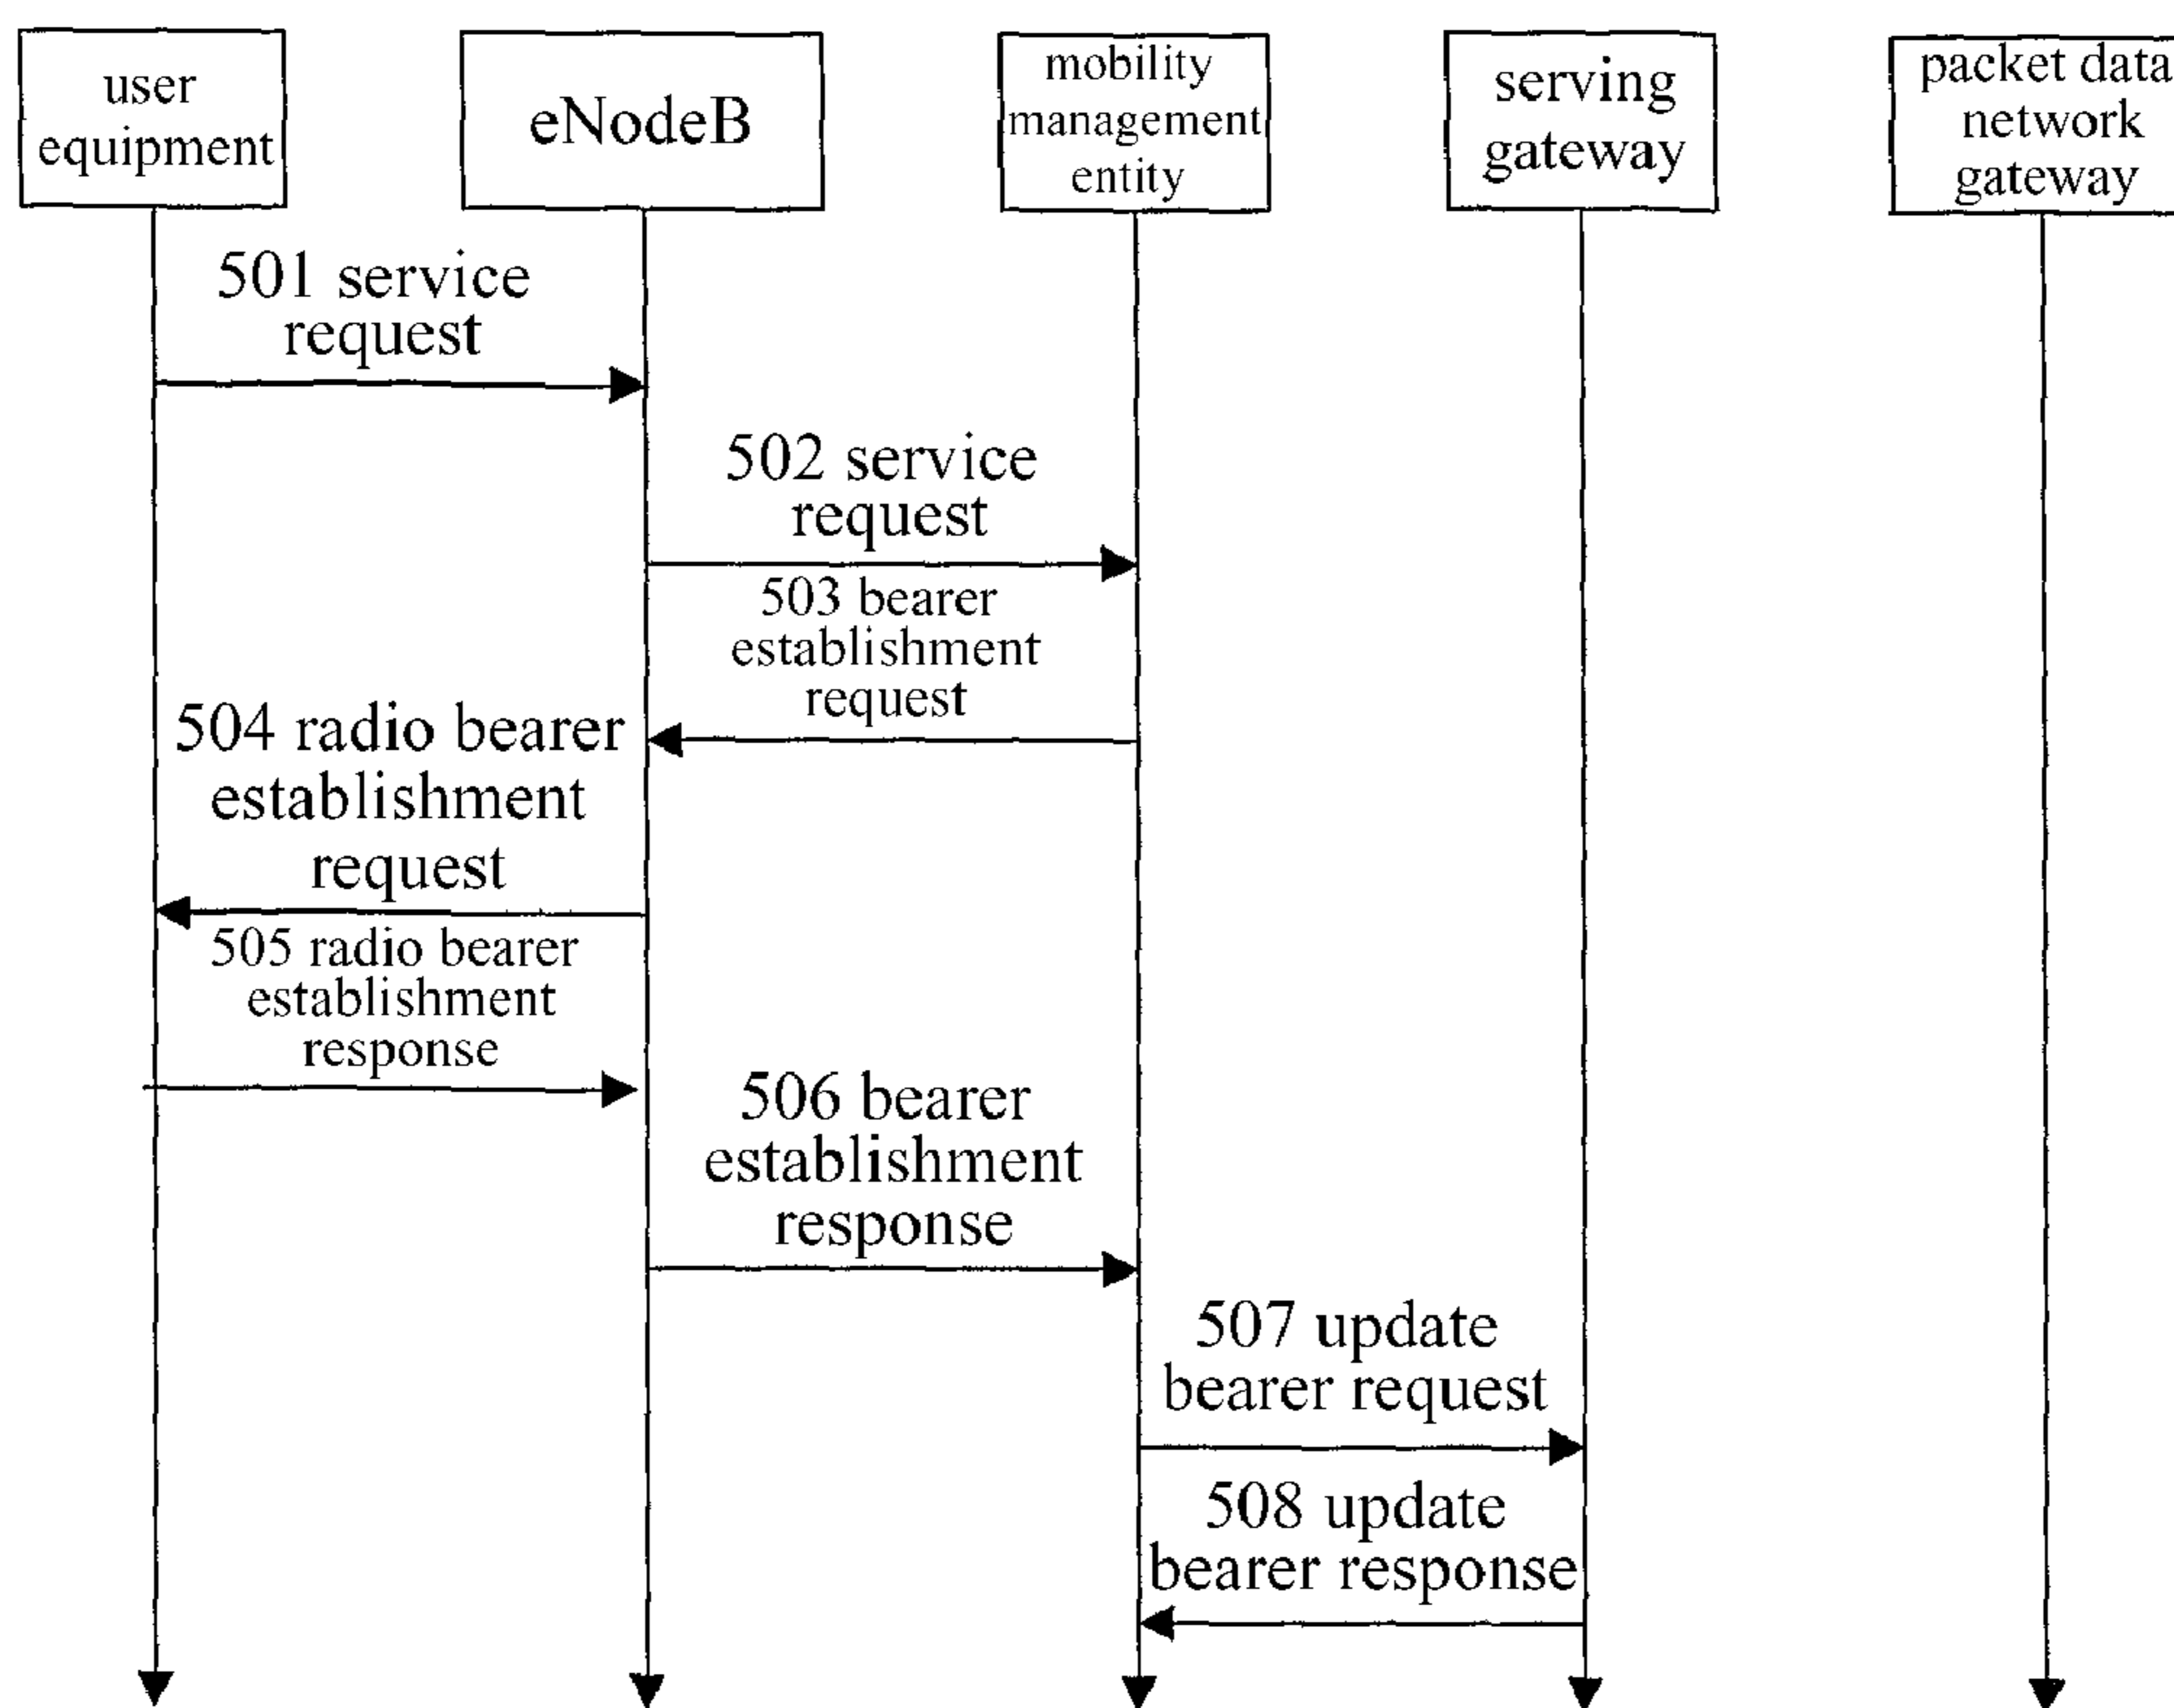 user
equipment
eNodeB
mobility
management
entity
serving
gateway
packet data
network
gateway
501 service
request
502 service
request
503 bearer
establishment
request
504 radio bearer
establishment
request
505 radio bearer
establishment
response
506 bearer
establishment
response
507 update
bearer request
508 update
bearer response